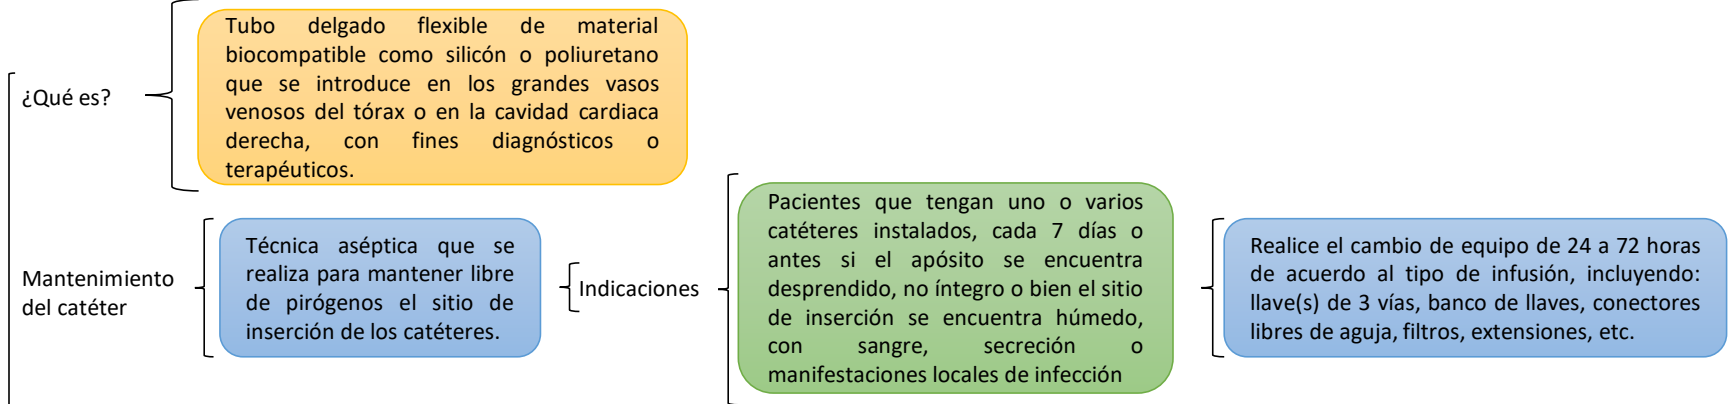 ¿Qué es?
Tubo delgado flexible de material
biocompatible como silicón o poliuretano
que se introduce en los grandes vasos
venosos del tórax o en la cavidad cardiaca
derecha, con fines diagnósticos o
terapéuticos.
Mantenimiento
del catéter
Técnica aséptica que se
realiza para mantener libre
de pirógenos el sitio de
inserción de los catéteres.
Indicaciones
Pacientes que tengan uno o varios
catéteres instalados, cada 7 días o
antes si el apósito se encuentra
desprendido, no íntegro o bien el sitio
de inserción se encuentra húmedo,
con sangre, secreción o
manifestaciones locales de infección
Realice el cambio de equipo de 24 a 72 horas
de acuerdo al tipo de infusión, incluyendo:
llave(s) de 3 vías, banco de llaves, conectores
libres de aguja, filtros, extensiones, etc.